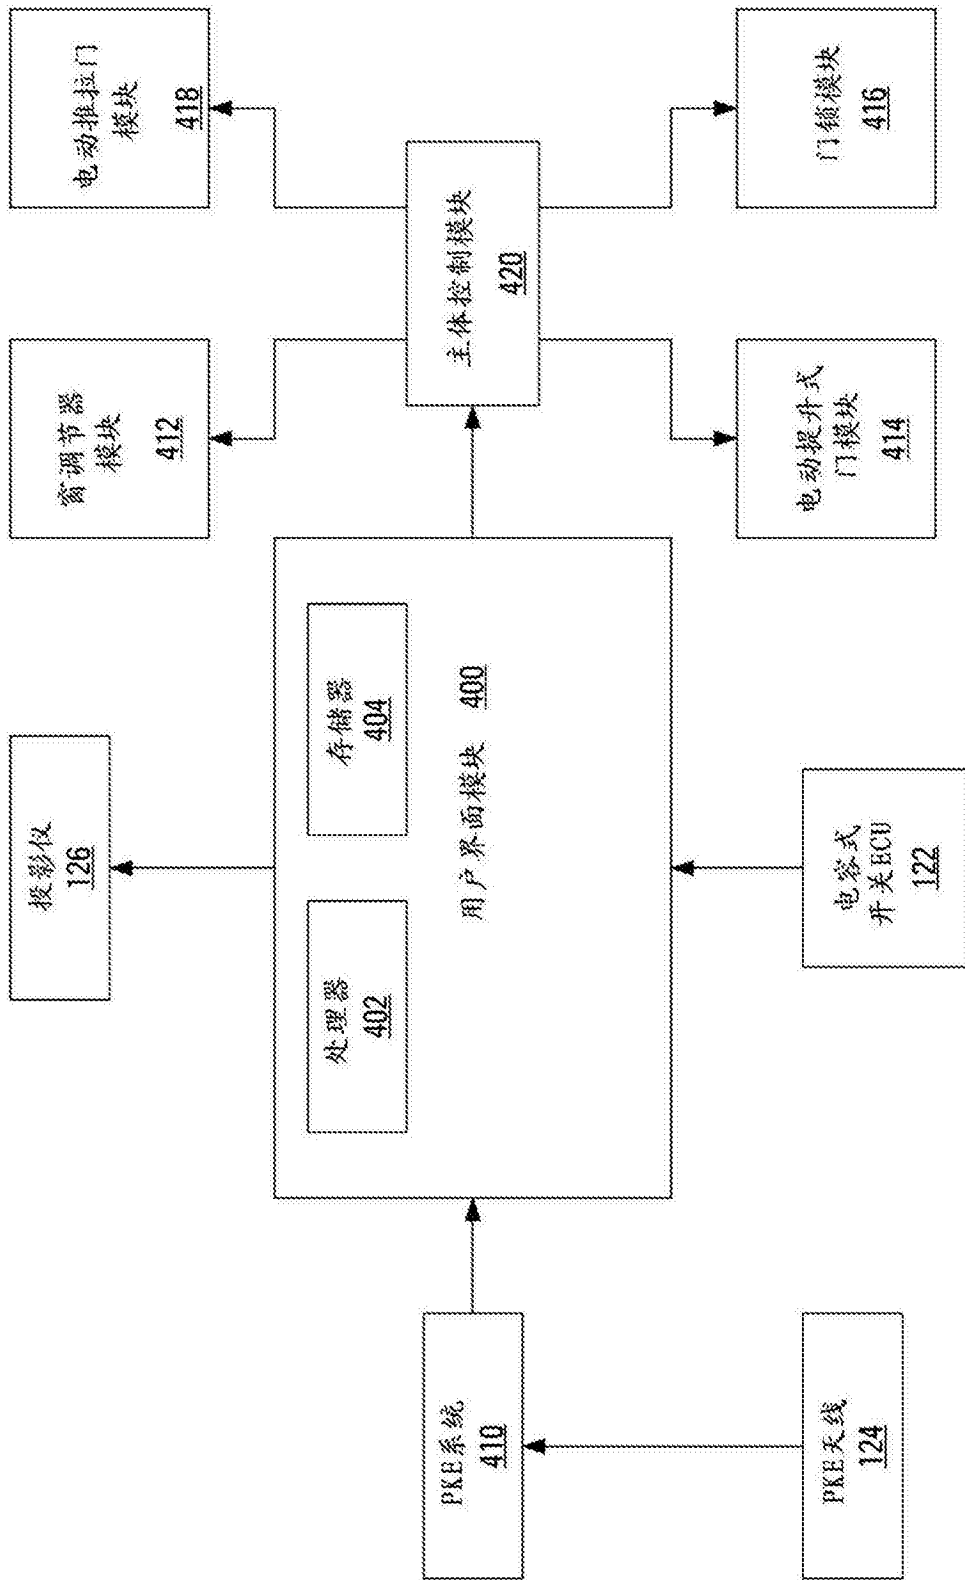 投影仪
126
窗调节器
模块
412
电动推拉门
模块
418
处理器
402
存储器
404
用户界面模块 400
主体控制模块
420
PKE系统
410
PKE天线
124
电容式
开关ECU
122
电动提升式
门模块
414
门锁模块
416